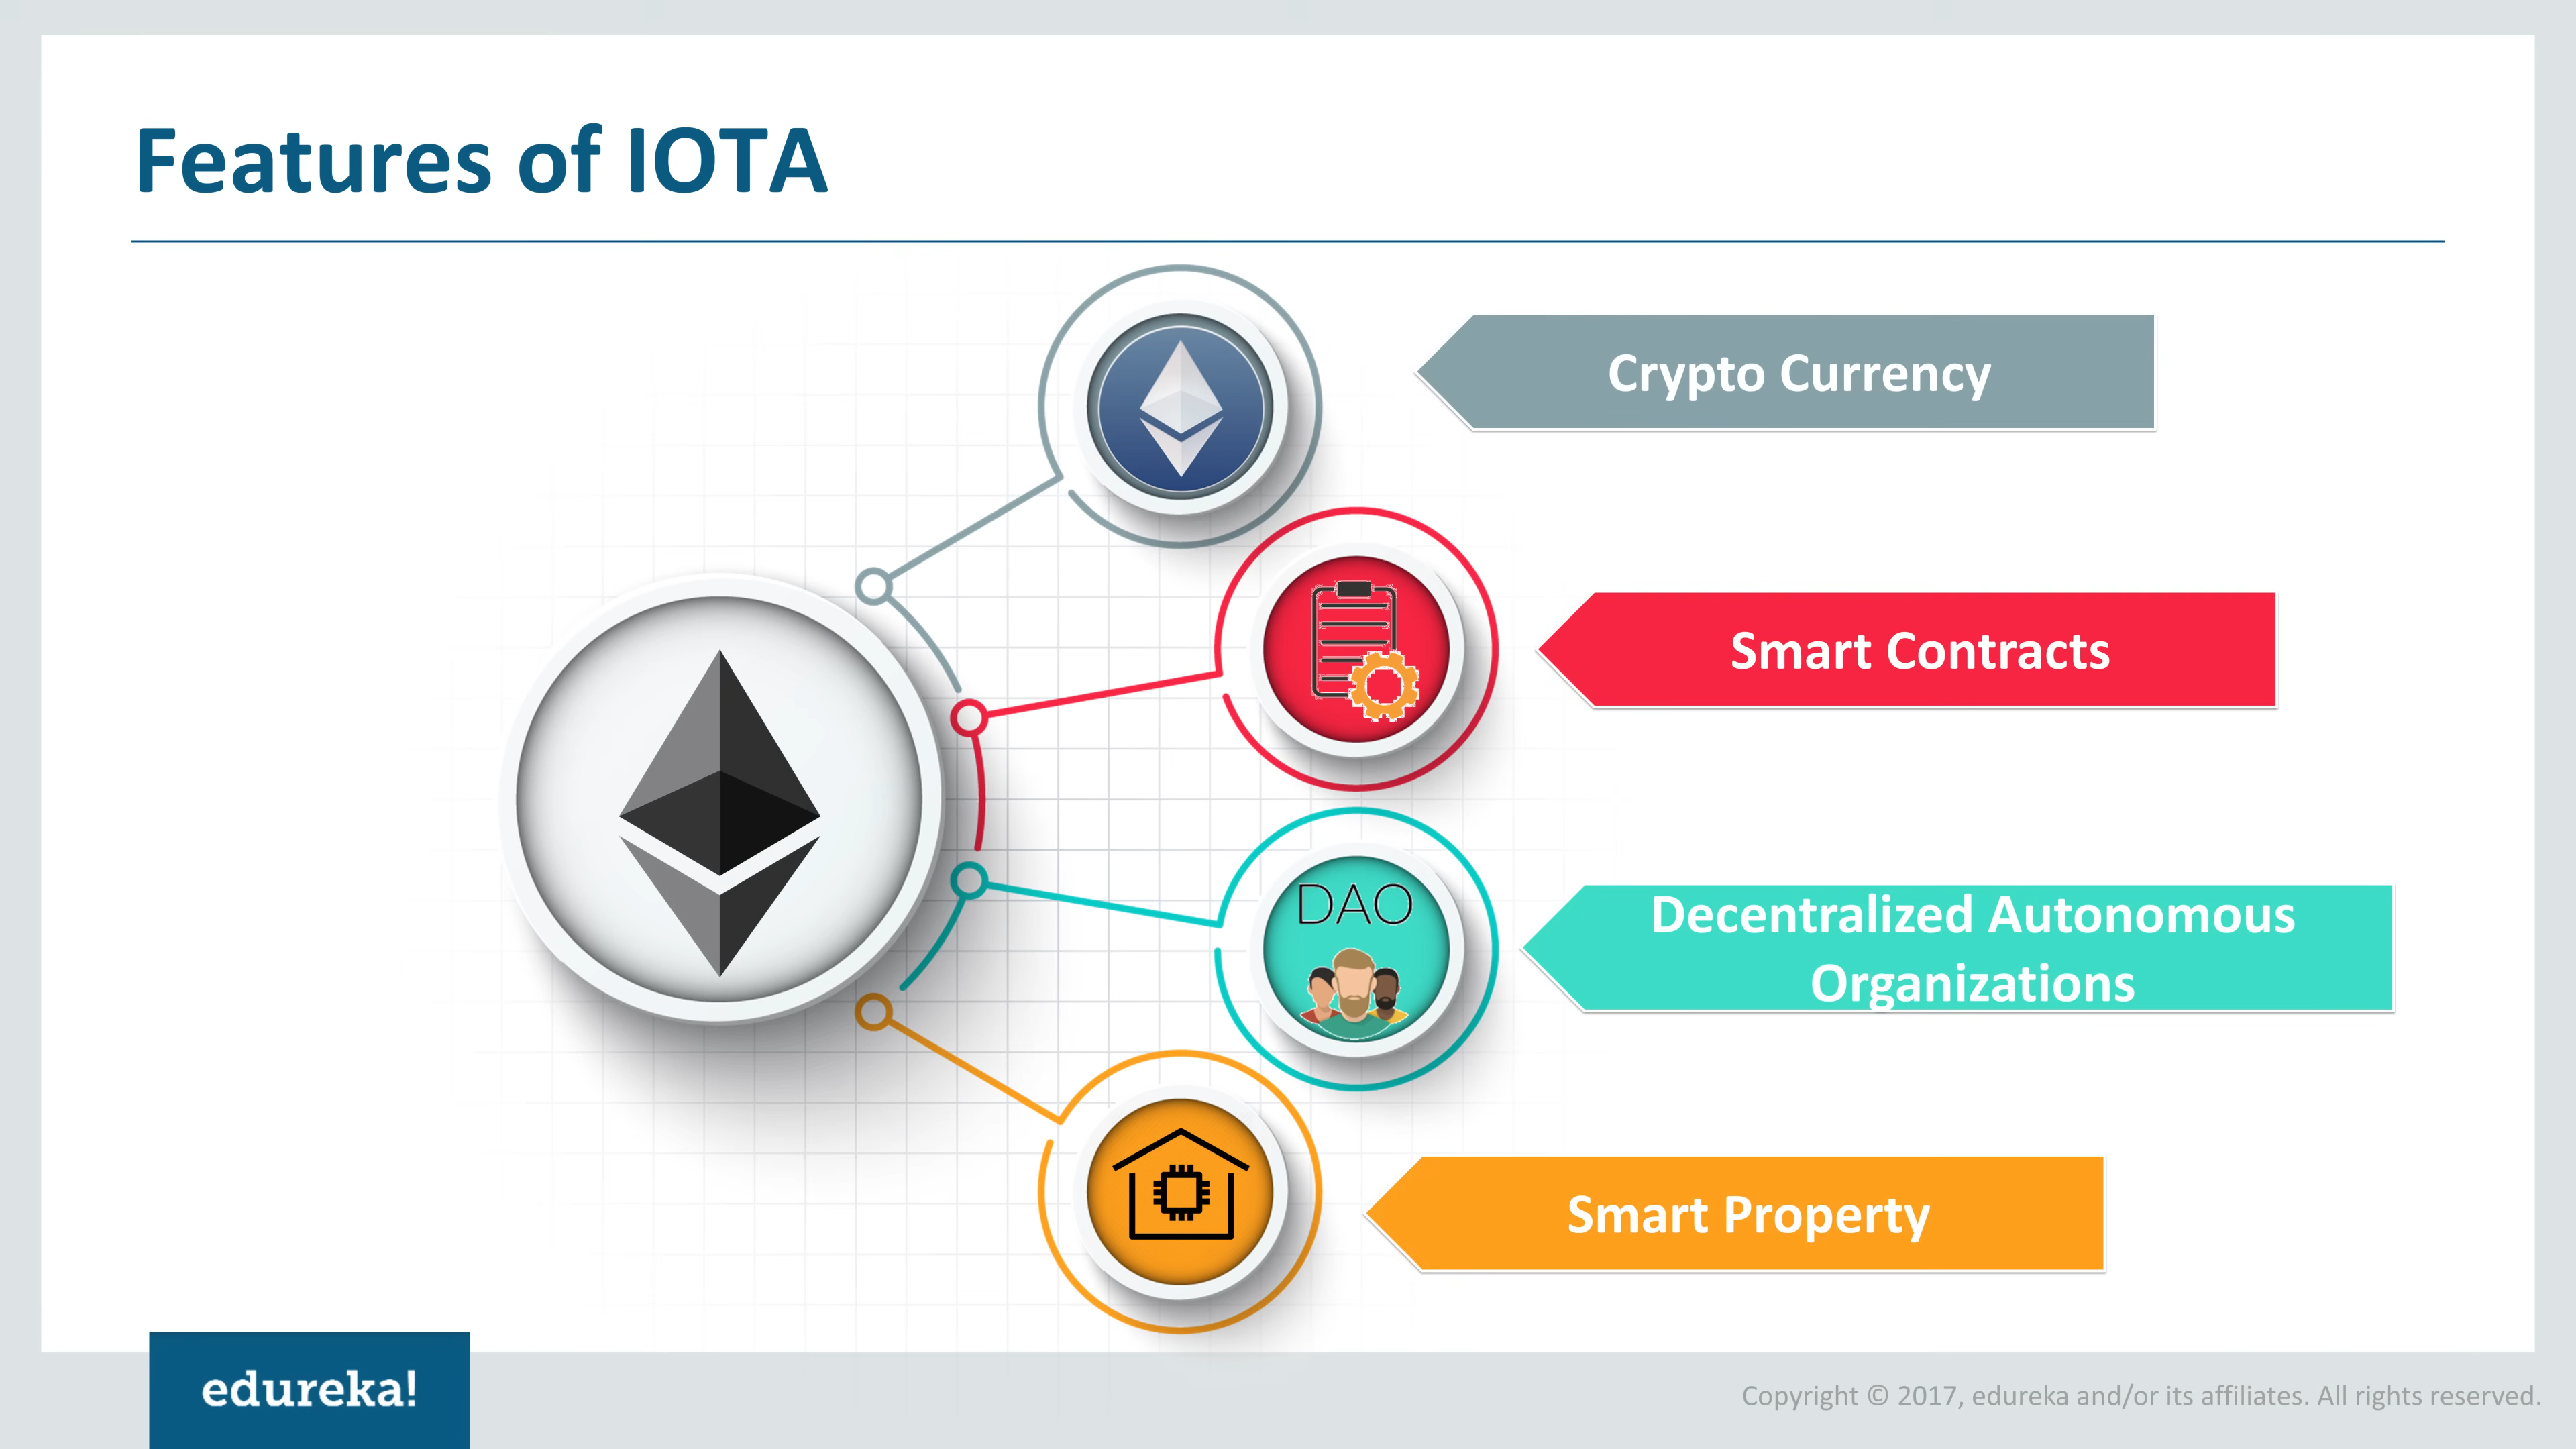 Features of IOTA
Crypto Currency
Smart Contracts
DAO
Decentralized Autonomous
Organizations
Smart Property
edureka!
Copyright © 2017, edureka and/or its affiliates. All rights reserved.